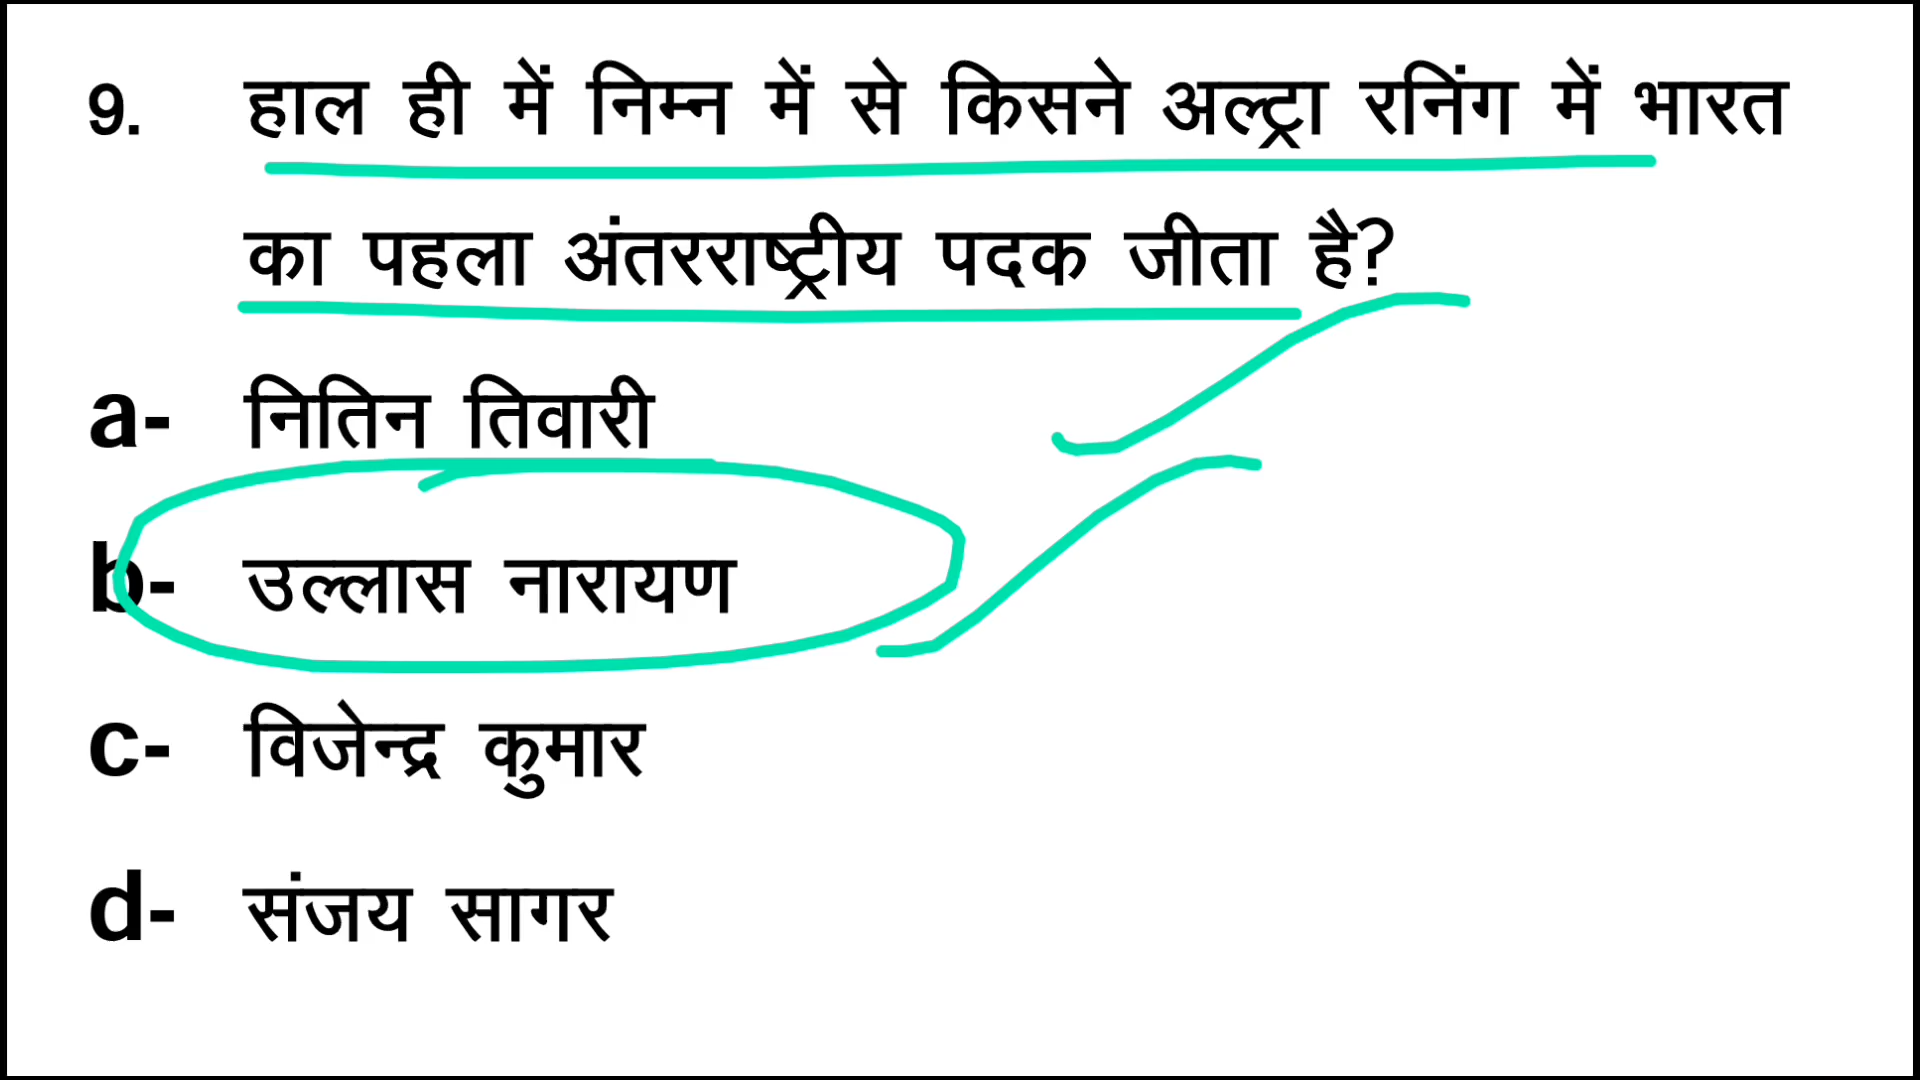 9. हाल ही में निम्न में से किसने अल्ट्रा रनिंग में भारत
का पहला अंतरराष्ट्रीय पदक जीता है?
a- नितिन तिवारी
b- उल्लास नारायण
c- विजेन्द्र कुमार
d- संजय सागर